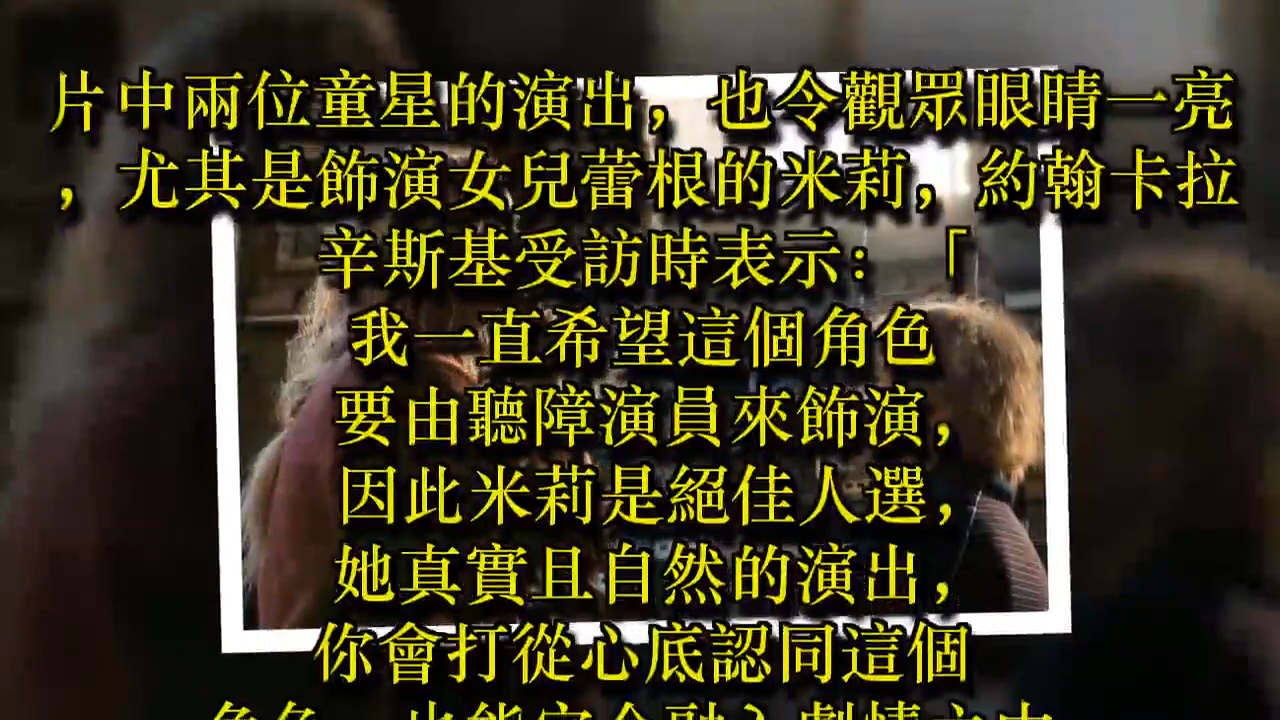 片中兩位童星的演出，也令觀眾眼睛一亮
，尤其是飾演女兒蕾根的米莉，約翰卡拉
辛斯基受訪時表示：「
我一直希望這個角色
要由聽障演員來飾演，
因此米莉是絕佳人選，
她真實且自然的演出，
你會打從心底認同這個